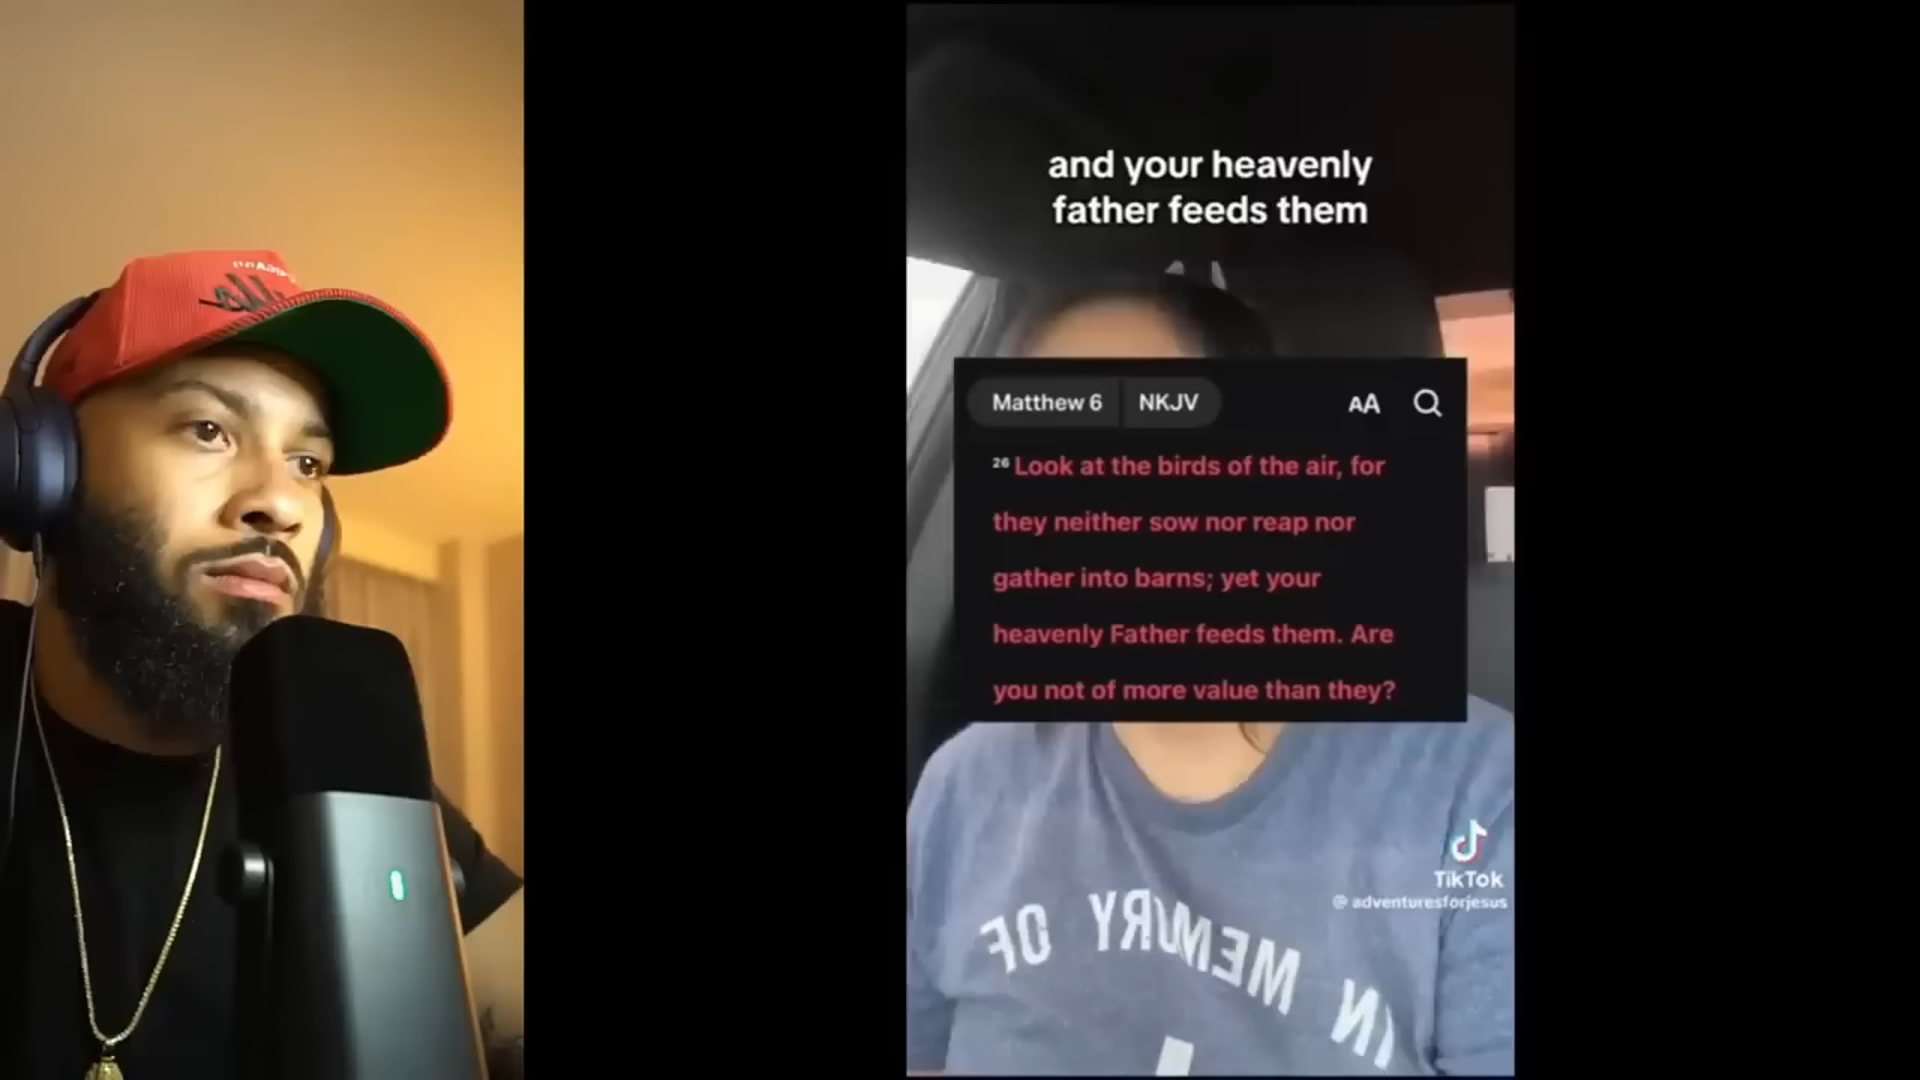 and your heavenly
father feeds them
Matthew 6 NKJV AA
26 Look at the birds of the air, for
they neither sow nor reap nor
gather into barns; yet your
heavenly Father feeds them. Are
you not of more value than they?
TikTok
@ adventuresforjesus
IN MEMORY OF